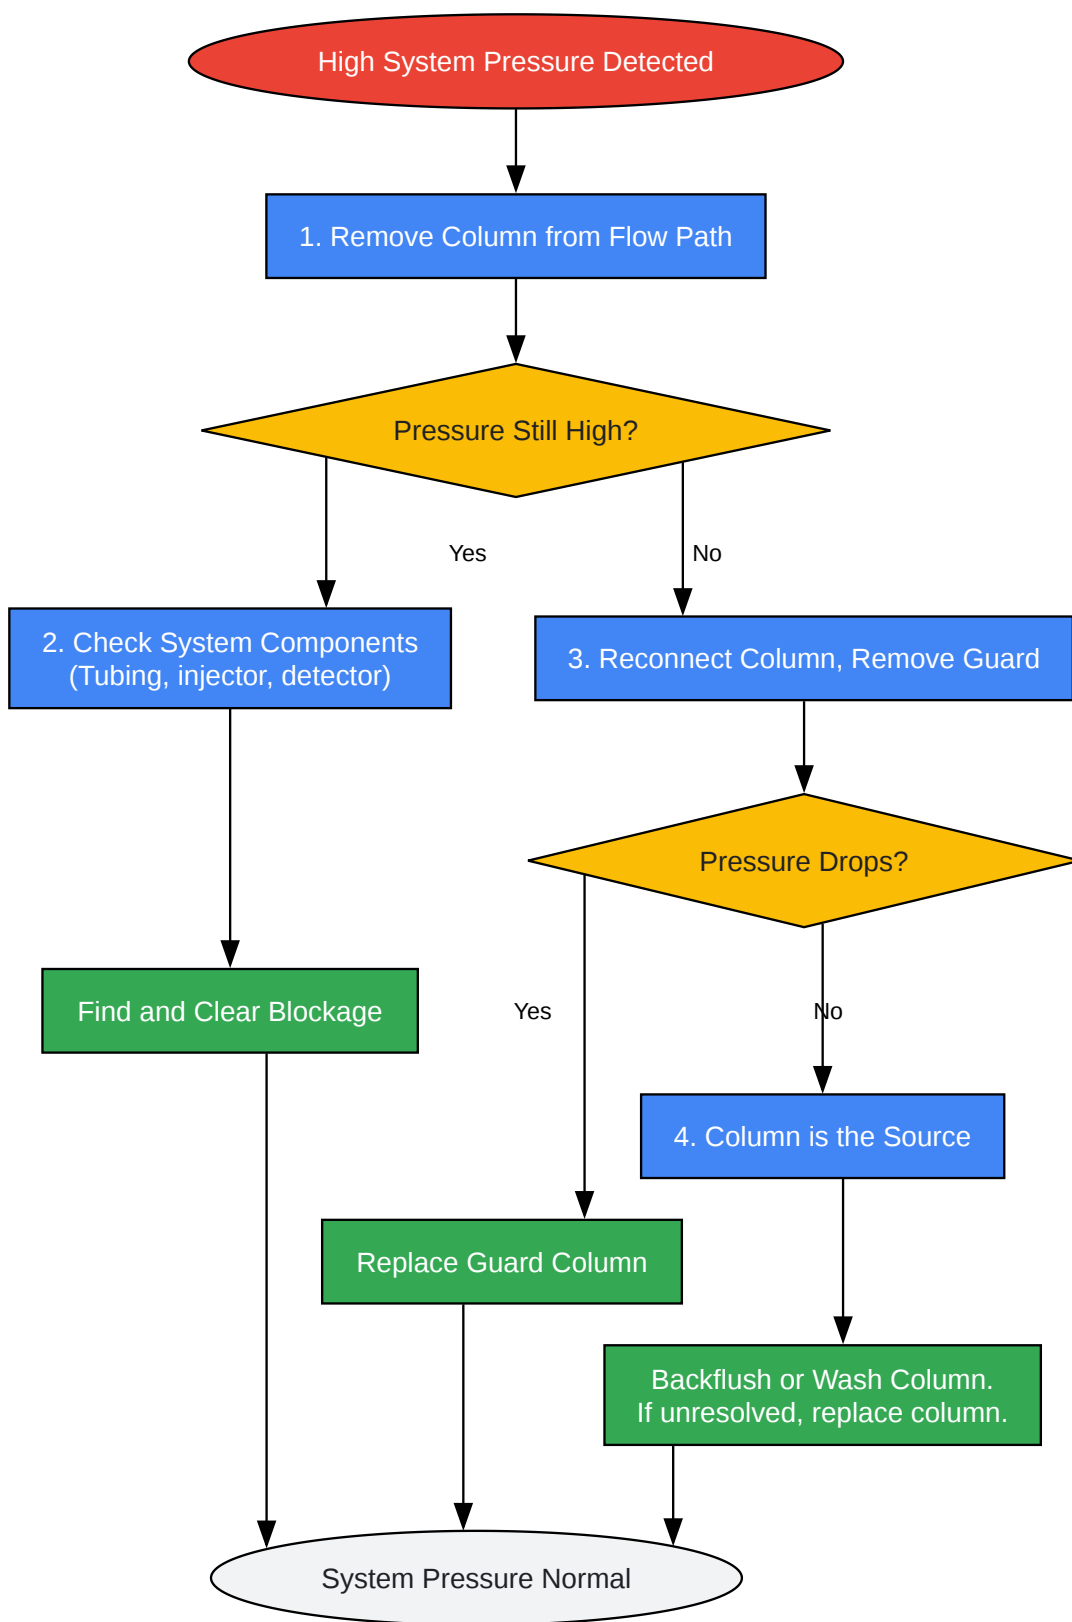 High System Pressure Detected
1. Remove Column from Flow Path
Pressure Still High?
Yes
No
2. Check System Components
(Tubing, injector, detector)
3. Reconnect Column, Remove Guard
Pressure Drops?
Find and Clear Blockage
Yes
No
4. Column is the Source
Replace Guard Column
Backflush or Wash Column.
If unresolved, replace column.
System Pressure Normal